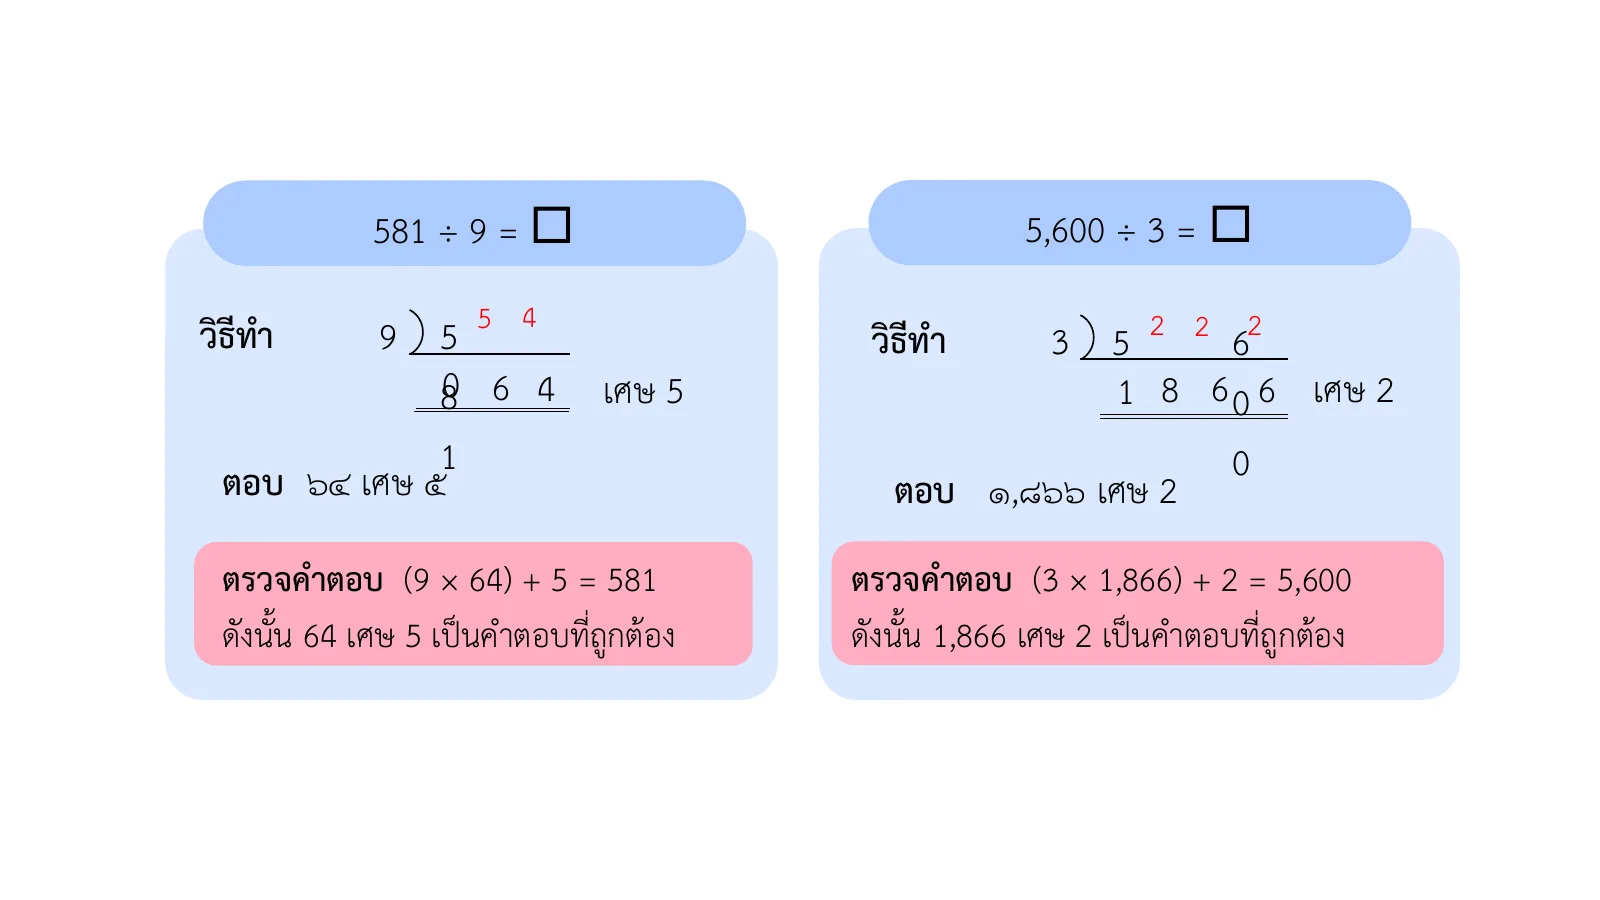 581 ÷ 9 = □
วิธีทำ 9 ) 5 8 1
5 4
0 6 4 เศษ 5
ตอบ ๖๔ เศษ ๕
ตรวจคำตอบ (9 × 64) + 5 = 581
ดังนั้น 64 เศษ 5 เป็นคำตอบที่ถูกต้อง
5,600 ÷ 3 = □
วิธีทำ 3 ) 5 6 0 0
2 2 2
1 8 6 6 เศษ 2
ตอบ ๑,๘๖๖ เศษ 2
ตรวจคำตอบ (3 × 1,866) + 2 = 5,600
ดังนั้น 1,866 เศษ 2 เป็นคำตอบที่ถูกต้อง